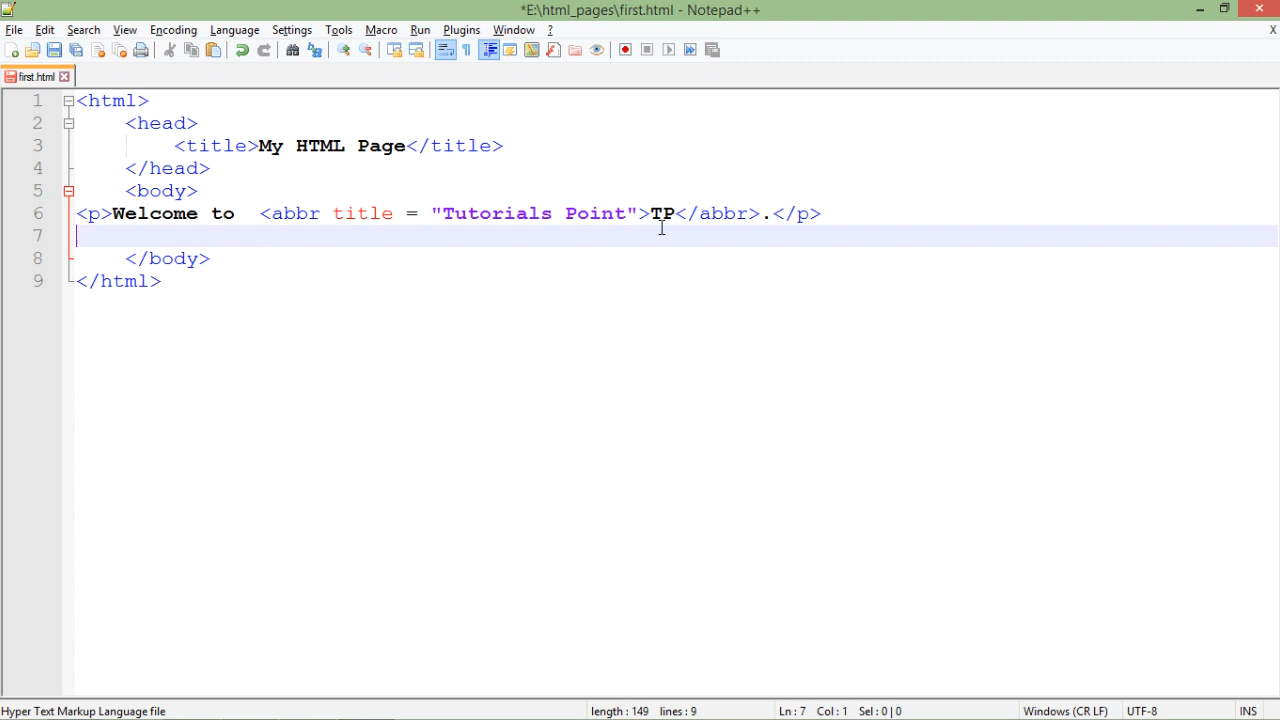 *E:\html_pages\first.html - Notepad++
File Edit Search View Encoding Language Settings Tools Macro Run Plugins Window ? X
first.html
1 <html>
2 <head>
3 <title>My HTML Page</title>
4 </head>
5 <body>
6 <p>Welcome to  <abbr title = "Tutorials Point">TP</abbr>.</p>
7
8 </body>
9 </html>
Hyper Text Markup Language file length : 149 lines : 9 Ln : 7 Col : 1 Sel : 0 | 0 Windows (CR LF) UTF-8 INS